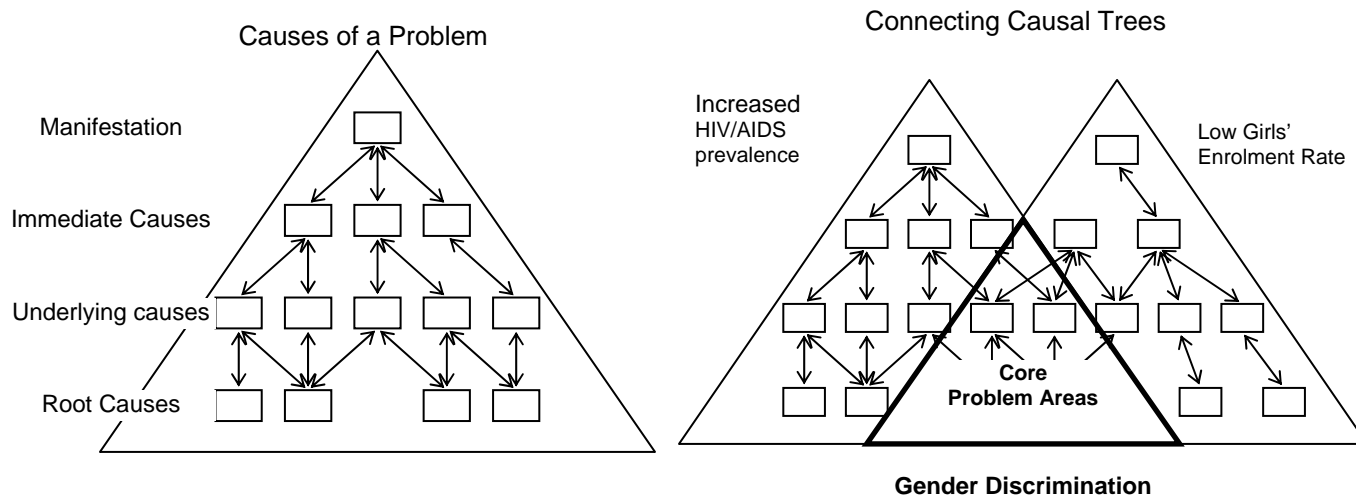 Causes of a Problem
Manifestation
Immediate Causes
Underlying causes
Root Causes
Connecting Causal Trees
Increased
HIV/AIDS
prevalence
Low Girls’
Enrolment Rate
Core
Problem Areas
Gender Discrimination